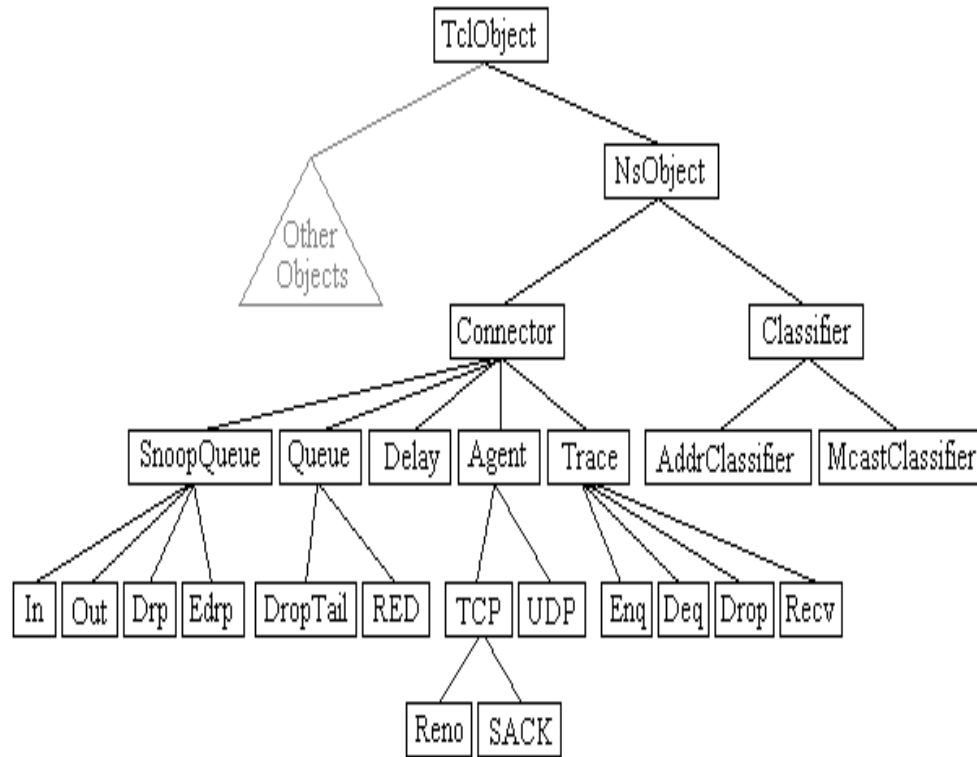 TclObject
NsObject
Other
Objects
Connector
Classifier
SnoopQueue
Queue
Delay
Agent
Trace
AddrClassifier
McastClassifier
In
Out
Drp
Edrp
DropTail
RED
TCP
UDP
Enq
Deq
Drop
Recv
Reno
SACK